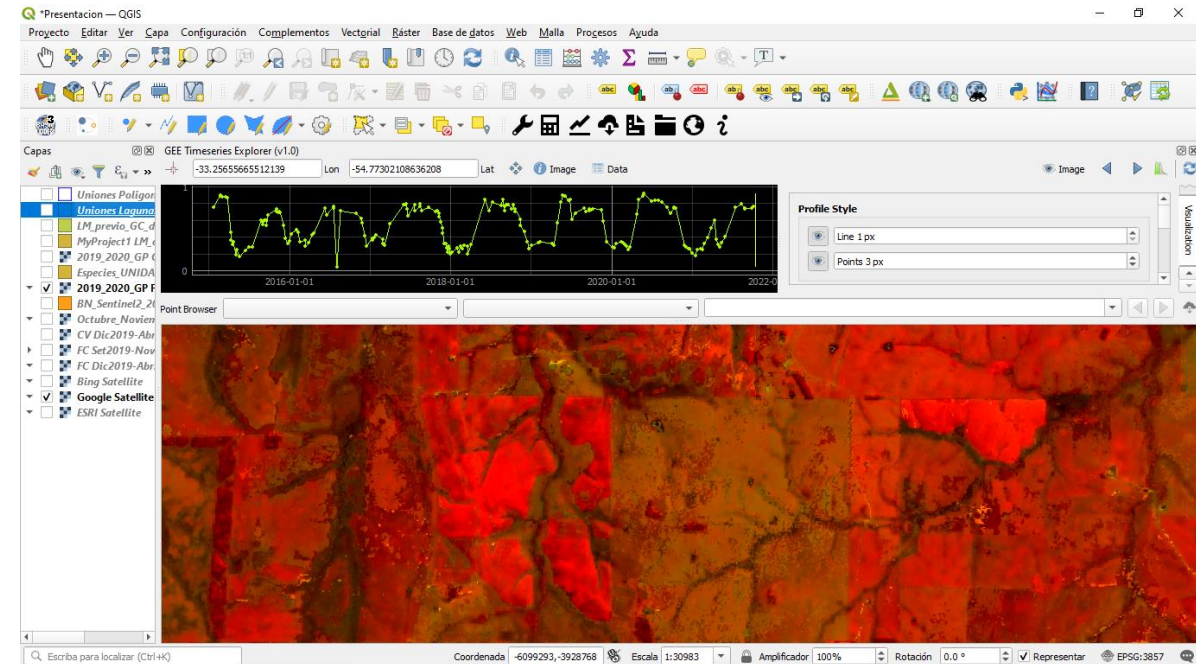 *Presentacion — QGIS
Proyecto Editar Ver Capa Configuración Complementos Vectorial Ráster Base de datos Web Malla Procesos Ayuda
Capas
GEE Timeseries Explorer (v1.0)
-33.25655665512139 Lon -54.77302108636208 Lat Image Data Image
Uniones Poligon
Uniones Laguna
LM_previo_GC_d
MyProject1 LM_c
2019_2020_GP
Especies_UNIDA
2019_2020_GP F
BN_Sentinel2_20
Octubre_Novien
CV Dic2019-Abr
FC Set2019-Nov
FC Dic2019-Abr
Bing Satellite
Google Satellite
ESRI Satellite
1
0
2016-01-01 2018-01-01 2020-01-01 2022-0
Profile Style
Line 1 px
Points 3 px
Visualization
Point Browser
Escriba para localizar (Ctrl+K) Coordenada -6099293,-3928768 Escala 1:30983 Amplificador 100% Rotación 0.0 ° Representar EPSG:3857